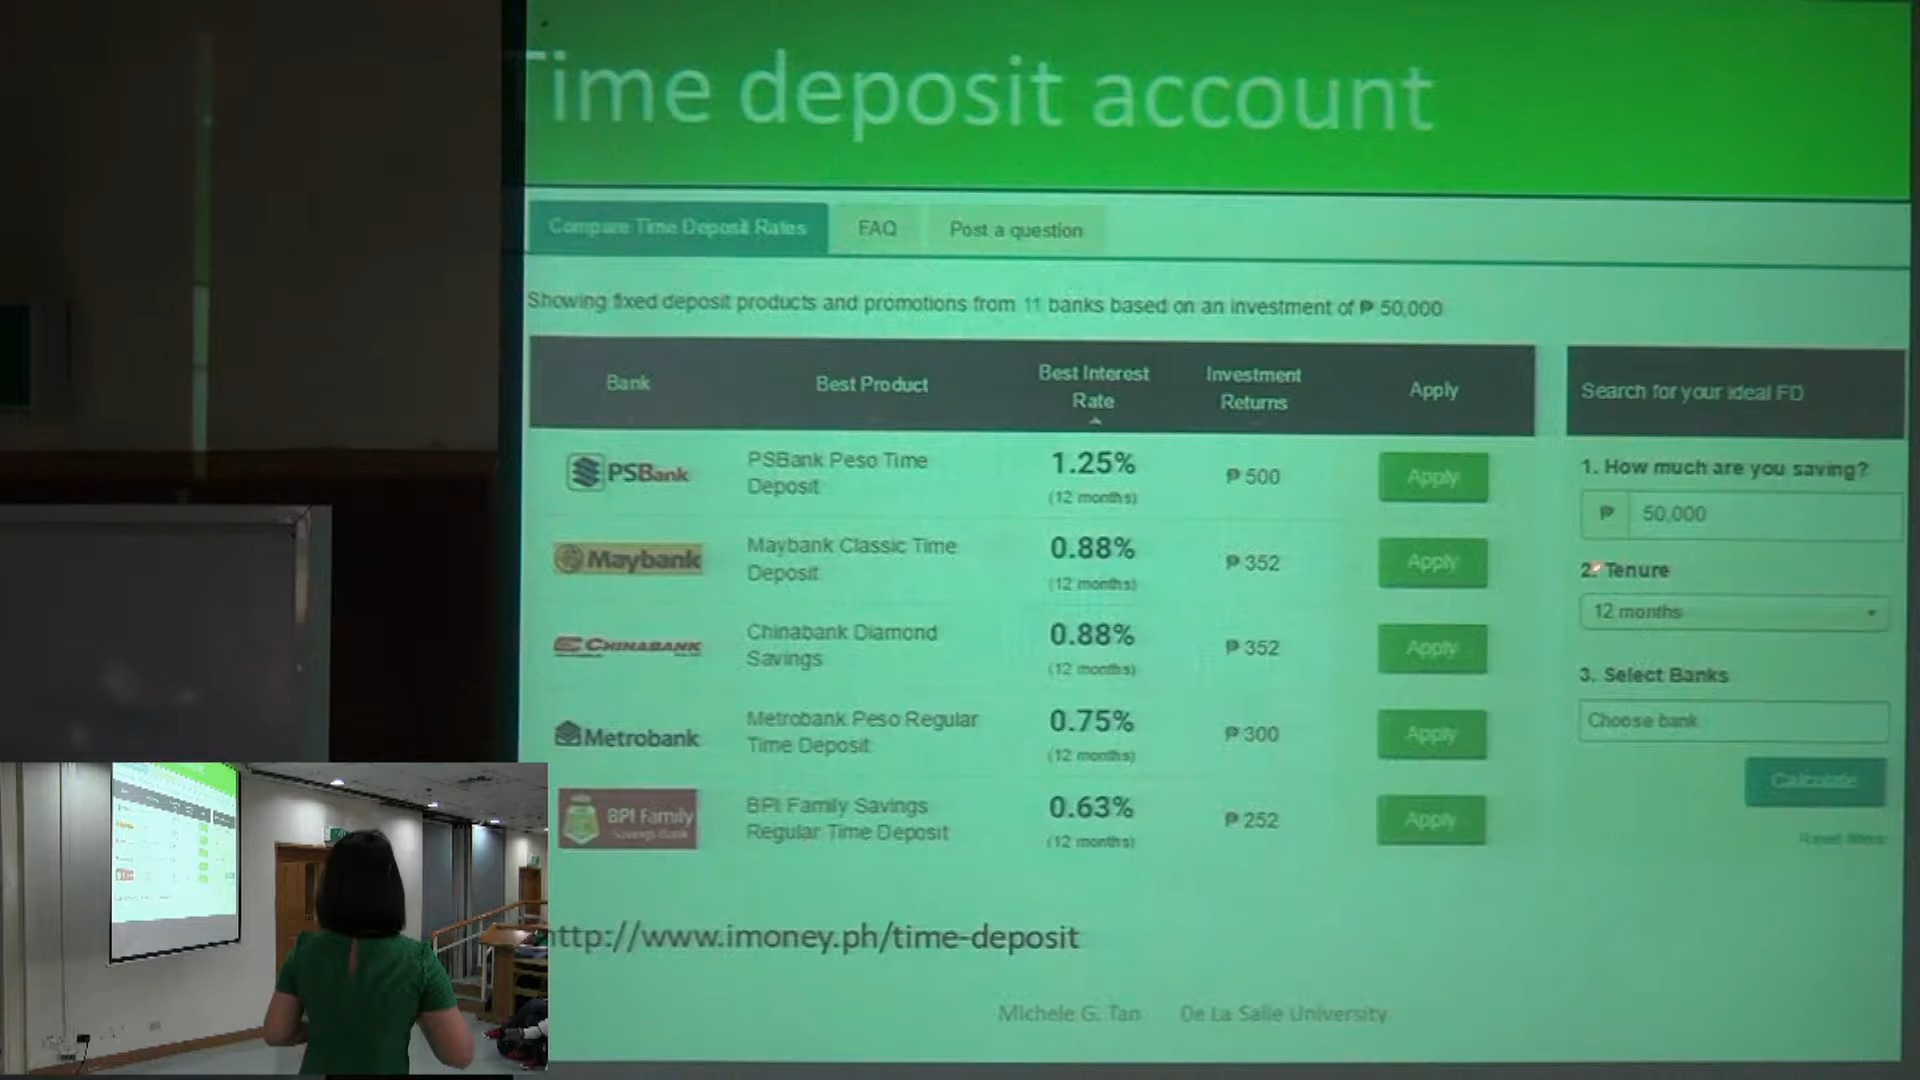 Time deposit account
Compare Time Deposit Rates FAQ Post a question
Showing fixed deposit products and promotions from 11 banks based on an investment of ₱ 50,000
Bank Best Product Best Interest Rate Investment Returns Apply
PSBank PSBank Peso Time Deposit 1.25% (12 months) ₱ 500 Apply
Maybank Maybank Classic Time Deposit 0.88% (12 months) ₱ 352 Apply
CHINABANK Chinabank Diamond Savings 0.88% (12 months) ₱ 352 Apply
Metrobank Metrobank Peso Regular Time Deposit 0.75% (12 months) ₱ 300 Apply
BPI Family Savings Bank BPI Family Savings Regular Time Deposit 0.63% (12 months) ₱ 252 Apply
Search for your ideal FD
1. How much are you saving?
₱ 50,000
2. Tenure
12 months
3. Select Banks
Choose bank
Calculate
http://www.imoney.ph/time-deposit
Michele G. Tan De La Salle University